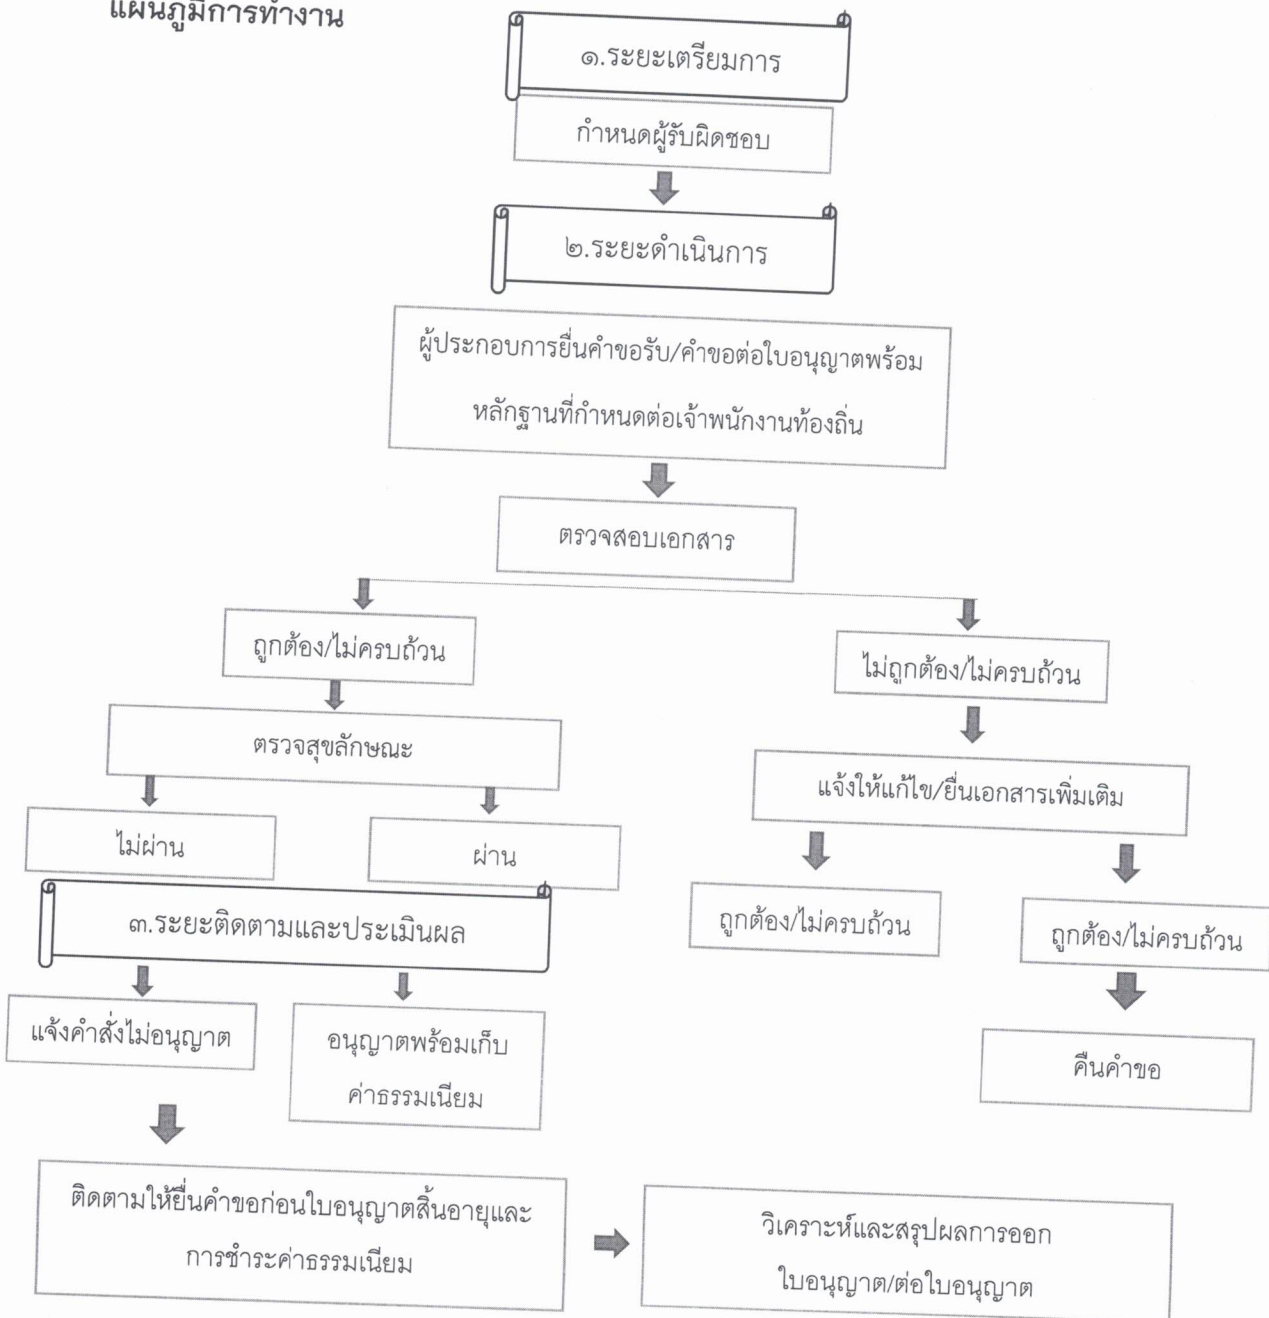 แผนภูมิการทำงาน
๑.ระยะเตรียมการ
กำหนดผู้รับผิดชอบ
๒.ระยะดำเนินการ
ผู้ประกอบการยื่นคำขอรับ/คำขอต่อใบอนุญาตพร้อม
หลักฐานที่กำหนดต่อเจ้าพนักงานท้องถิ่น
ตรวจสอบเอกสาร
ถูกต้อง/ไม่ครบถ้วน
ไม่ถูกต้อง/ไม่ครบถ้วน
ตรวจสุขลักษณะ
แจ้งให้แก้ไข/ยื่นเอกสารเพิ่มเติม
ไม่ผ่าน
ผ่าน
ถูกต้อง/ไม่ครบถ้วน
ถูกต้อง/ไม่ครบถ้วน
๓.ระยะติดตามและประเมินผล
แจ้งคำสั่งไม่อนุญาต
อนุญาตพร้อมเก็บ
ค่าธรรมเนียม
คืนคำขอ
ติดตามให้ยื่นคำขอก่อนใบอนุญาตสิ้นอายุและ
การชำระค่าธรรมเนียม
วิเคราะห์และสรุปผลการออก
ใบอนุญาต/ต่อใบอนุญาต